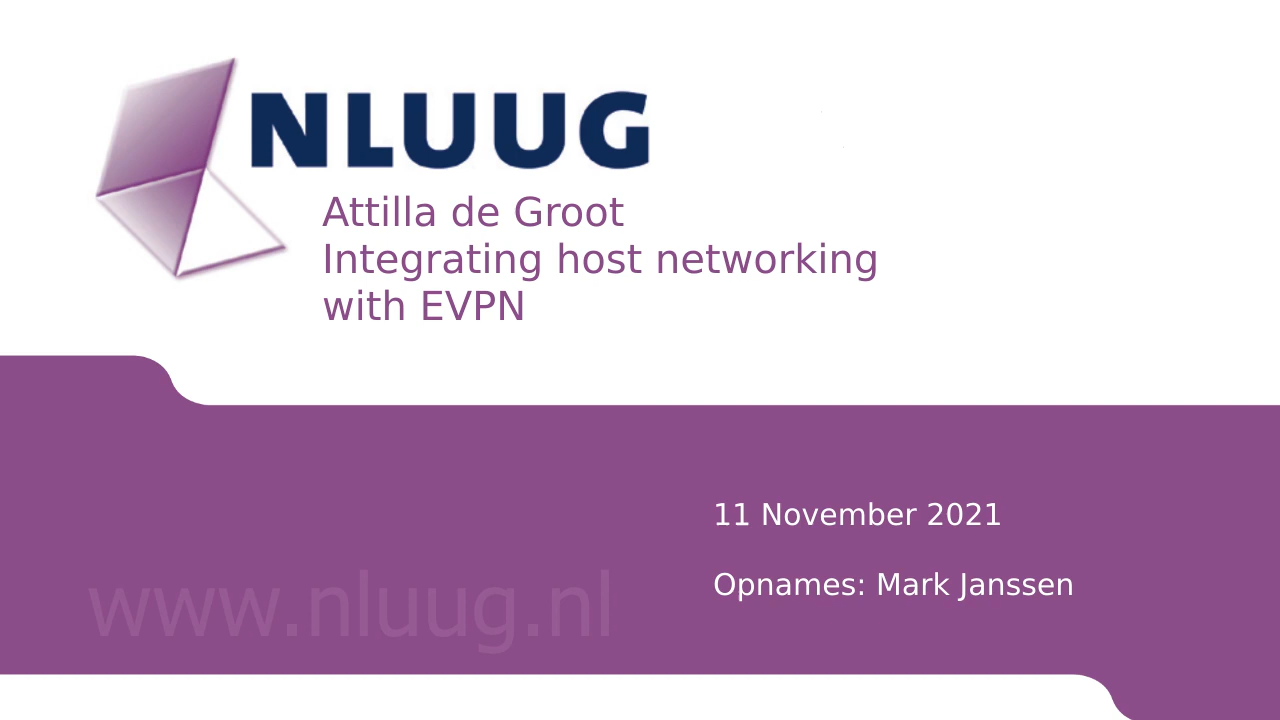 NLUUG
Attilla de Groot
Integrating host networking
with EVPN
11 November 2021
Opnames: Mark Janssen
www.nluug.nl